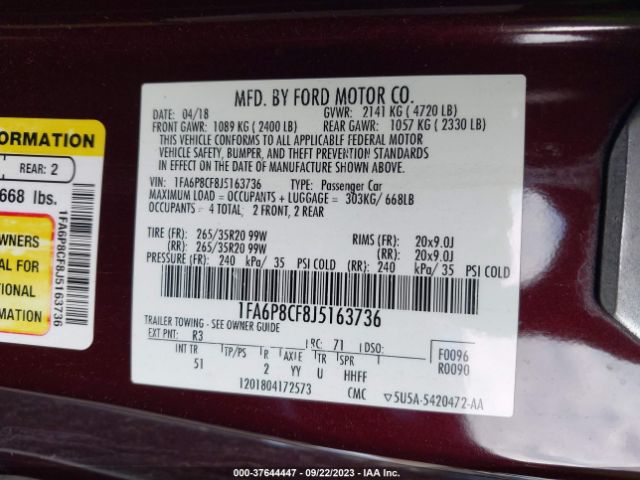 MFD. BY FORD MOTOR CO.
DATE: 04/18 GVWR: 2141 KG ( 4720 LB)
FRONT GAWR: 1089 KG ( 2400 LB) REAR GAWR: 1057 KG ( 2330 LB)
THIS VEHICLE CONFORMS TO ALL APPLICABLE FEDERAL MOTOR
VEHICLE SAFETY, BUMPER, AND THEFT PREVENTION STANDARDS
IN EFFECT ON THE DATE OF MANUFACTURE SHOWN ABOVE.
VIN: 1FA6P8CF8J5163736 TYPE: Passenger Car
MAXIMUM LOAD = OCCUPANTS + LUGGAGE = 303KG/ 668LB
OCCUPANTS = 4 TOTAL, 2 FRONT, 2 REAR
TIRE (FR): 265/35R20 99W RIMS (FR): 20x9.0J
(RR): 265/35R20 99W (RR): 20x9.0J
PRESSURE (FR): 240 kPa/ 35 PSI COLD (RR): 240 kPa/ 35 PSI COLD
1FA6P8CF8J5163736
TRAILER TOWING - SEE OWNER GUIDE
EXT PNT: R3 RC: 71 DSO: F0096
INT TR TP/PS R AXLE TR SPR R0090
51 2 YY U HHFF
1201804172573 CMC 5U5A-5420472-AA
ORMATION
REAR: 2
668 lbs.
OWNERS
AL FOR
TIONAL
MATION
1FA6P8CF8J5163736
000-37644447 - 09/22/2023 - IAA Inc.